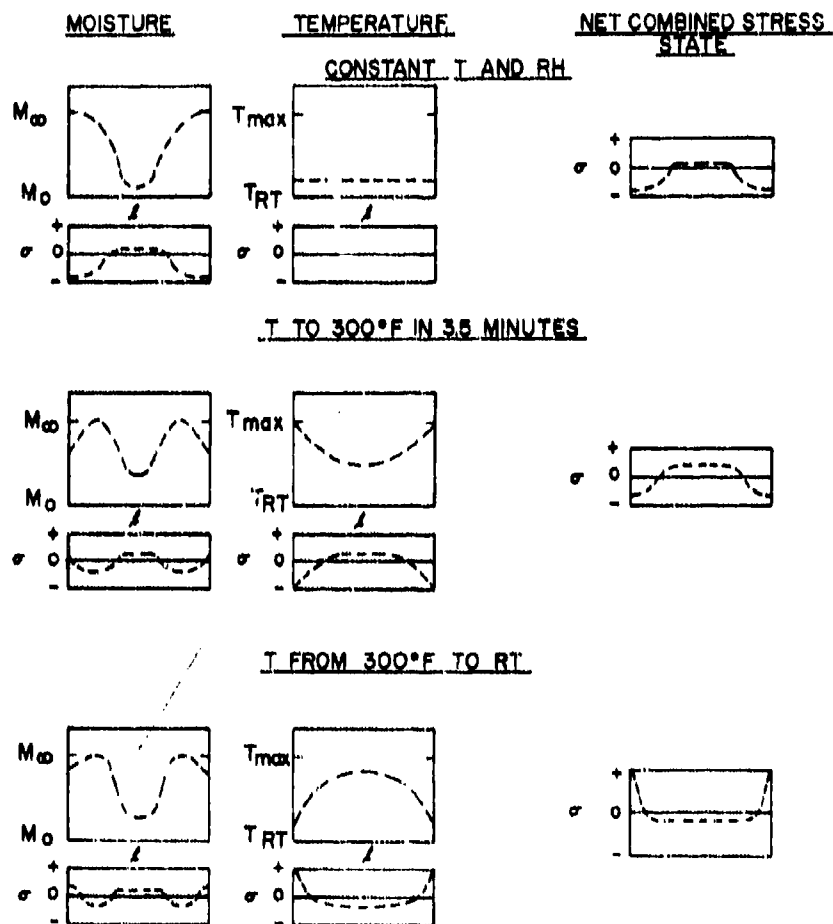 MOISTURE
TEMPERATURE
NET COMBINED STRESS
STATE
CONSTANT T AND RH
M∞
M0
Tmax
TRT
ℓ
ℓ
+
σ 0
-
+
σ 0
-
+
σ 0
-
T TO 300°F IN 3.5 MINUTES
M∞
M0
Tmax
TRT
ℓ
ℓ
+
σ 0
-
+
σ 0
-
+
σ 0
-
T FROM 300°F TO RT
M∞
M0
Tmax
TRT
ℓ
ℓ
+
σ 0
-
+
σ 0
-
+
σ 0
-